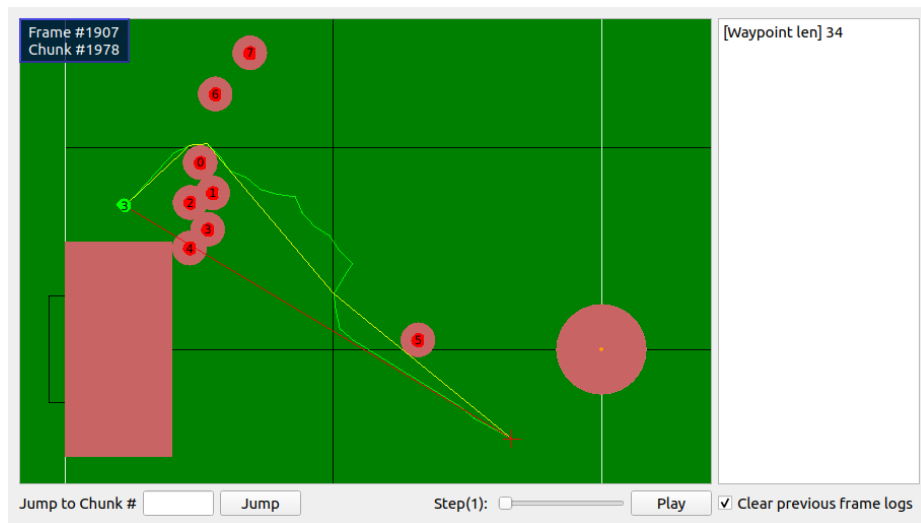 Frame #1907
Chunk #1978
[Waypoint len] 34
7
6
0
1
2
3
3
4
5
Jump to Chunk #
Jump
Step(1):
Play
Clear previous frame logs